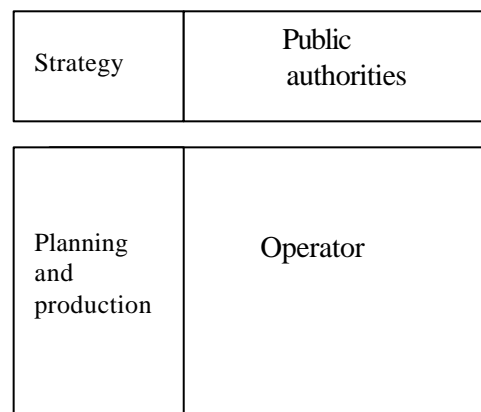 Strategy
Public
authorities
Planning
and
production
Operator